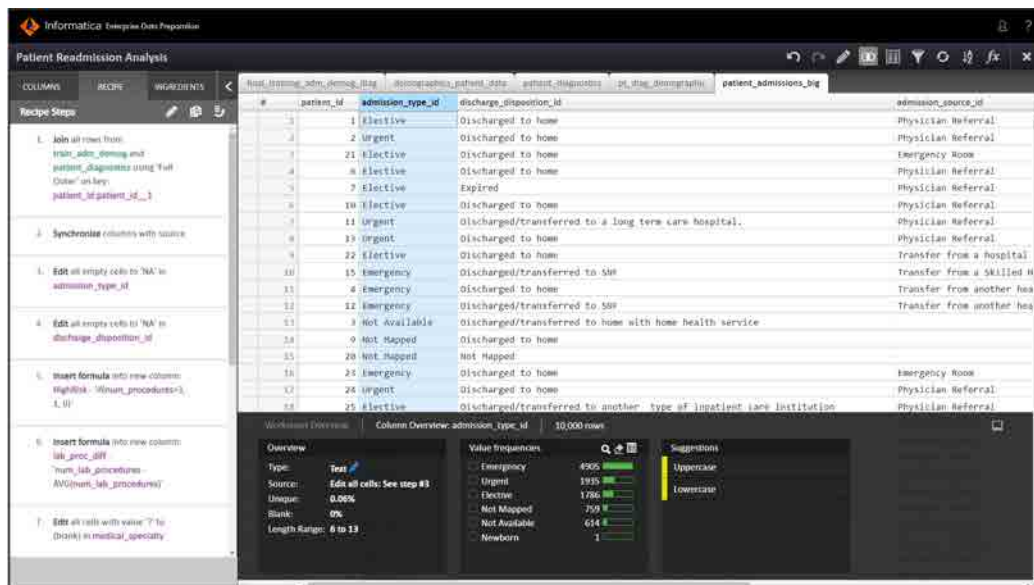 Informatica Enterprise Data Preparation
Patient Readmission Analysis
COLUMNS RECIPE INGREDIENTS
final_training_adm_demog_diag demographics_patient_data patient_diagnostics pt_diag_demographic patient_admissions_big
Recipe Steps
1. Join all rows from
train_adm_demog and
patient_diagnostics using 'Full
Outer' on key:
patient_id:patient_id__1
2. Synchronize columns with source
3. Edit all empty cells to 'NA' in
admission_type_id
4. Edit all empty cells to 'NA' in
discharge_disposition_id
5. Insert formula into new column:
HighRisk - 'if(num_procedures>3,
1, 0)'
6. Insert formula into new column:
lab_proc_diff -
'num_lab_procedures -
AVG(num_lab_procedures)'
7. Edit all cells with value '?' to
(blank) in medical_specialty
# patient_id admission_type_id discharge_disposition_id admission_source_id
1 1 Elective Discharged to home Physician Referral
2 2 Urgent Discharged to home Physician Referral
3 21 Elective Discharged to home Emergency Room
4 8 Elective Discharged to home Physician Referral
5 7 Elective Expired Physician Referral
6 10 Elective Discharged to home Physician Referral
7 11 Urgent Discharged/transferred to a long term care hospital. Physician Referral
8 13 Urgent Discharged to home Physician Referral
9 22 Elective Discharged to home Transfer from a hospital
10 15 Emergency Discharged/transferred to SNF Transfer from a Skilled N
11 4 Emergency Discharged to home Transfer from another hea
12 12 Emergency Discharged/transferred to SNF Transfer from another hea
13 3 Not Available Discharged/transferred to home with home health service
14 9 Not Mapped Discharged to home
15 20 Not Mapped Not Mapped
16 23 Emergency Discharged to home Emergency Room
17 24 Urgent Discharged to home Physician Referral
18 25 Elective Discharged/transferred to another type of inpatient care institution Physician Referral
Worksheet Overview Column Overview: admission_type_id 10,000 rows
Overview
Type: Text
Source: Edit all cells: See step #3
Unique: 0.06%
Blank: 0%
Length Range: 6 to 13
Value frequencies
Emergency 4905
Urgent 1935
Elective 1786
Not Mapped 759
Not Available 614
Newborn 1
Suggestions
Uppercase
Lowercase